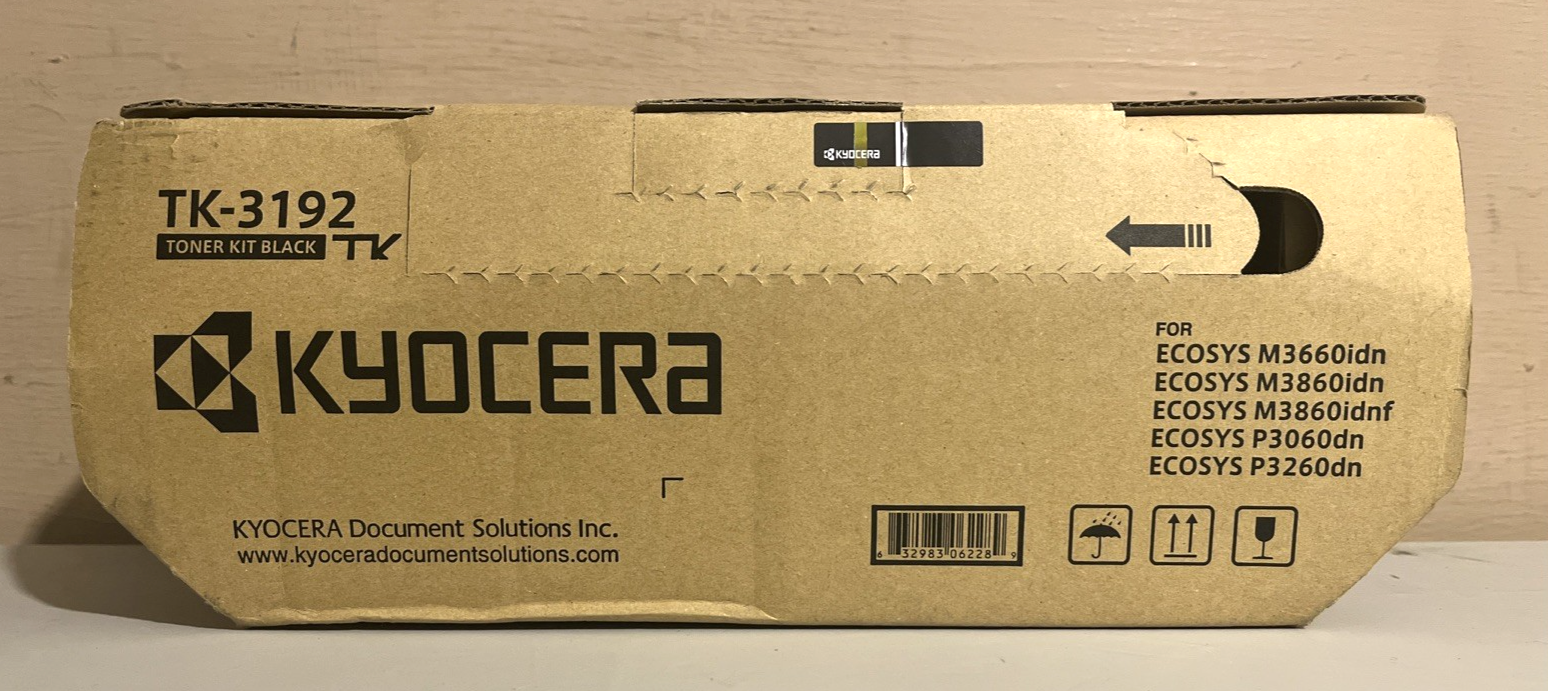 KYOCERA
TK-3192
TONER KIT BLACK TK
KYOCERA
FOR
ECOSYS M3660idn
ECOSYS M3860idn
ECOSYS M3860idnf
ECOSYS P3060dn
ECOSYS P3260dn
KYOCERA Document Solutions Inc.
www.kyoceradocumentsolutions.com
6 32983 06228 9